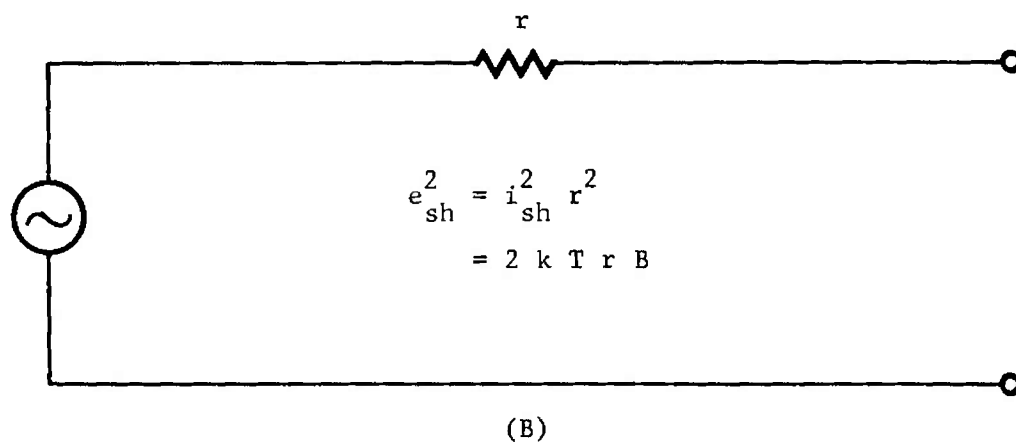 r
e²sh = i²sh r²
= 2 k T r B
(B)